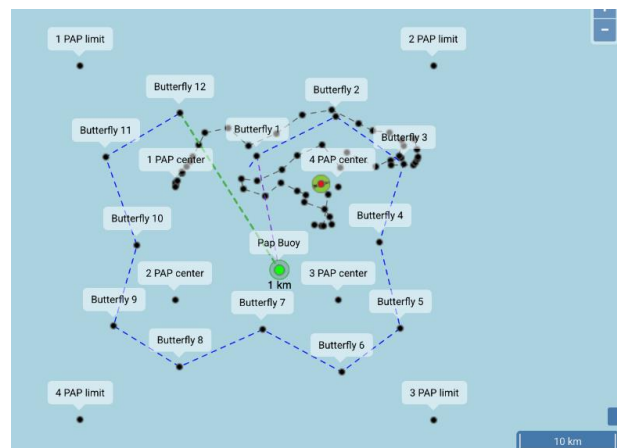 1 PAP limit
2 PAP limit
Butterfly 12
Butterfly 2
Butterfly 11
Butterfly 1
Butterfly 3
1 PAP center
4 PAP center
Butterfly 10
Butterfly 4
Pap Buoy
1 km
2 PAP center
3 PAP center
Butterfly 9
Butterfly 7
Butterfly 5
Butterfly 8
Butterfly 6
4 PAP limit
3 PAP limit
10 km